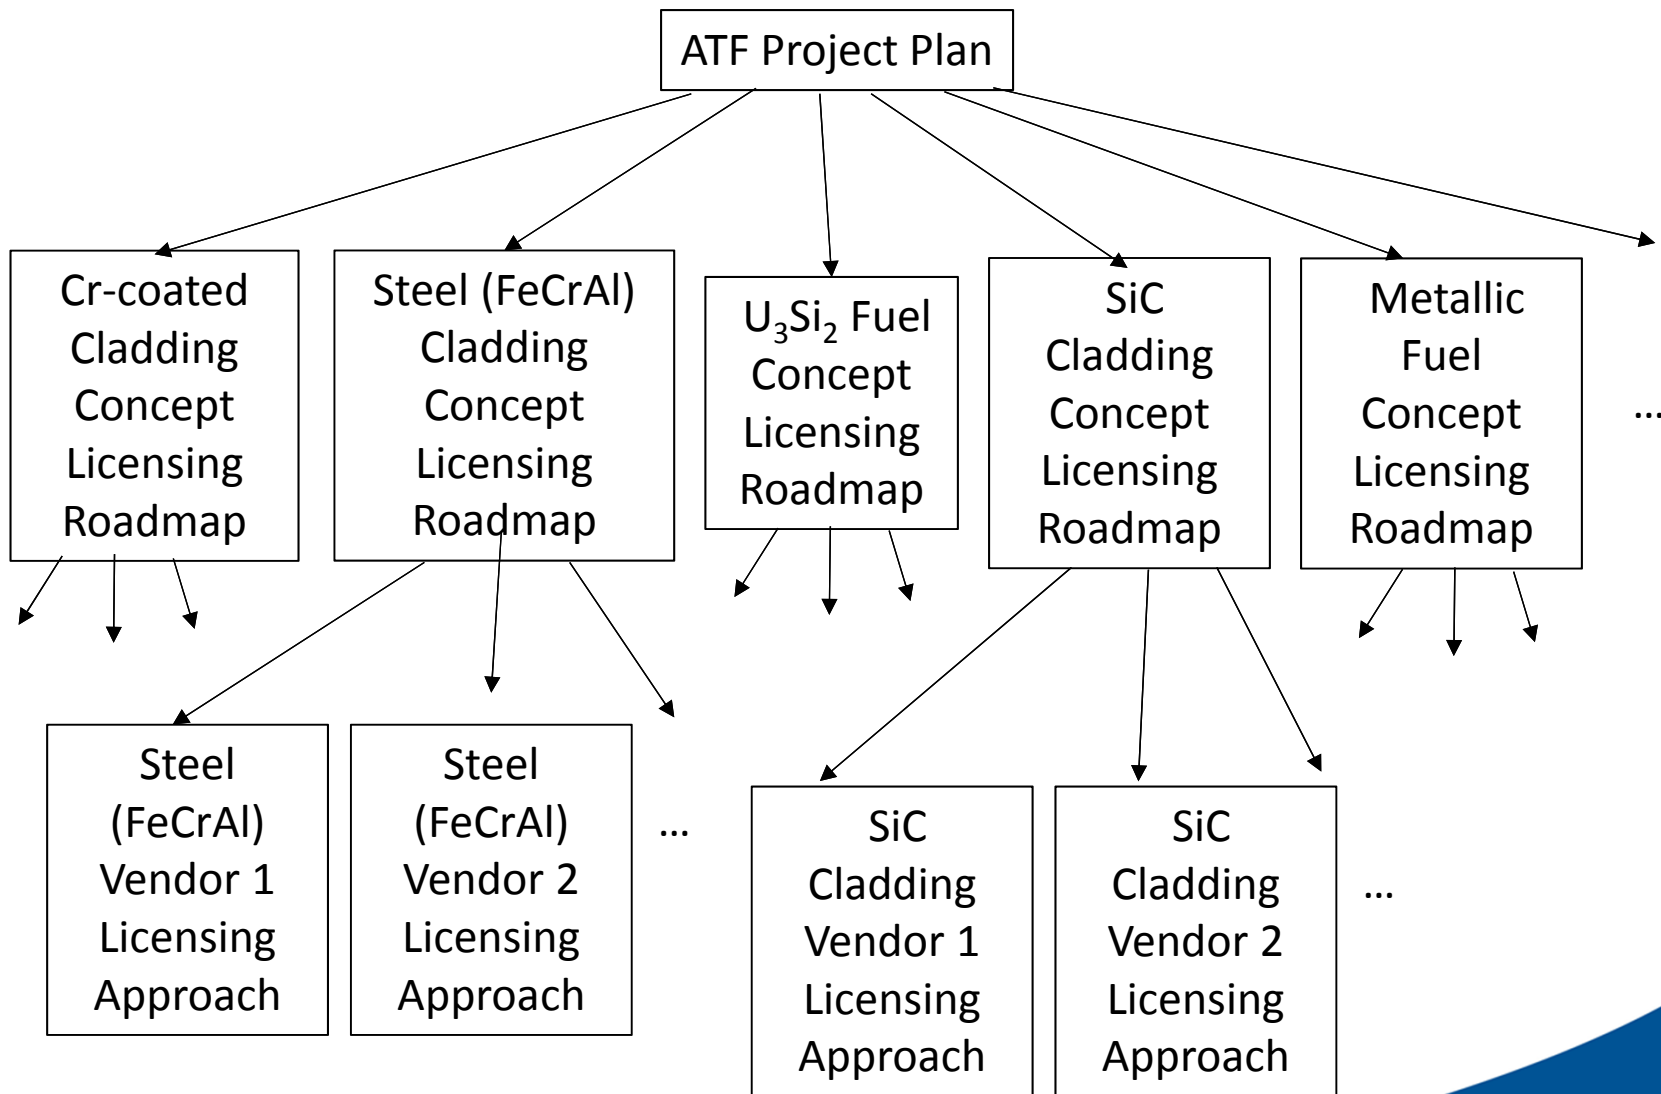 ATF Project Plan
Cr-coated
Cladding
Concept
Licensing
Roadmap
Steel (FeCrAl)
Cladding
Concept
Licensing
Roadmap
U₃Si₂ Fuel
Concept
Licensing
Roadmap
SiC
Cladding
Concept
Licensing
Roadmap
Metallic
Fuel
Concept
Licensing
Roadmap
...
Steel
(FeCrAl)
Vendor 1
Licensing
Approach
Steel
(FeCrAl)
Vendor 2
Licensing
Approach
...
SiC
Cladding
Vendor 1
Licensing
Approach
SiC
Cladding
Vendor 2
Licensing
Approach
...